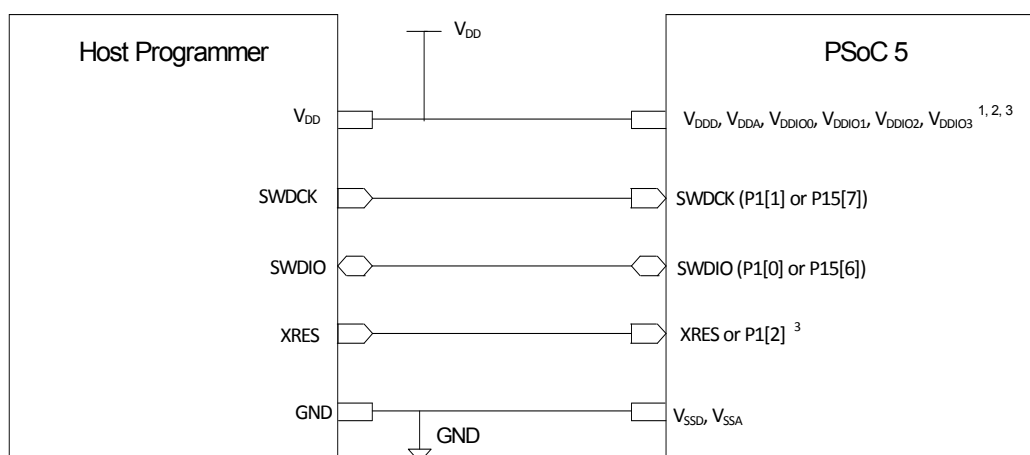 Host Programmer
PSoC 5
VDD
VDD
VDDD, VDDA, VDDIO0, VDDIO1, VDDIO2, VDDIO3 1, 2, 3
SWDCK
SWDCK (P1[1] or P15[7])
SWDIO
SWDIO (P1[0] or P15[6])
XRES
XRES or P1[2] 3
GND
GND
VSSD, VSSA